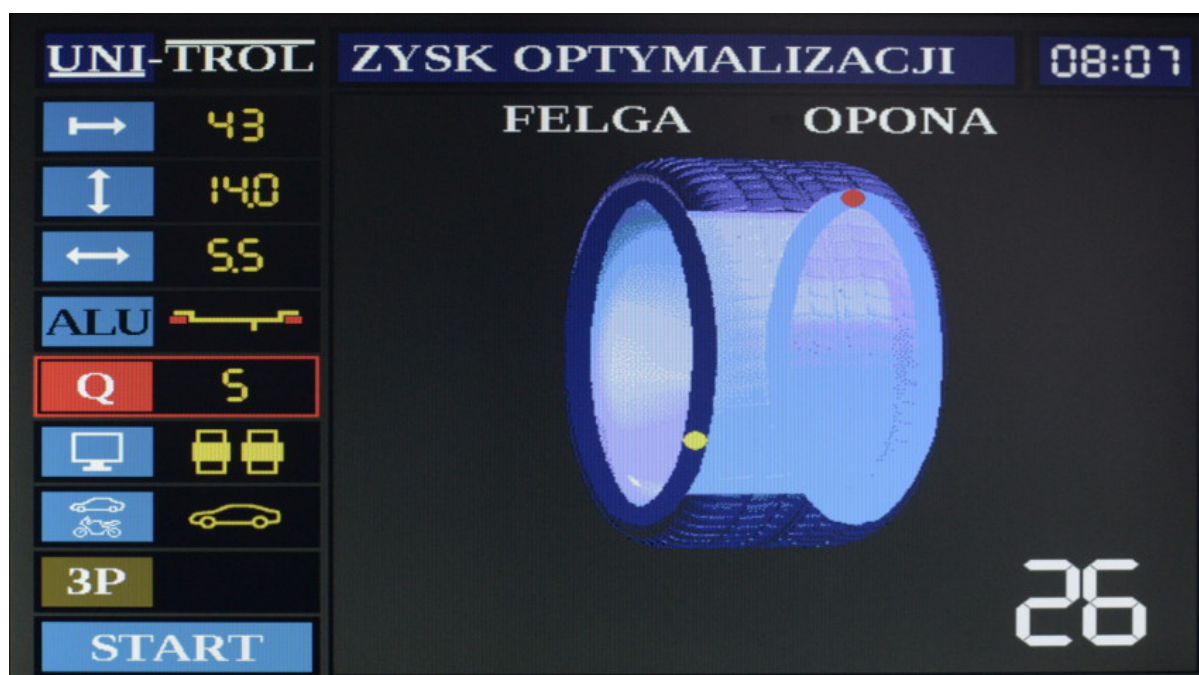 UNI-TROL
ZYSK OPTYMALIZACJI
08:07
43
FELGA
OPONA
14.0
5.5
ALU
Q
5
3P
26
START